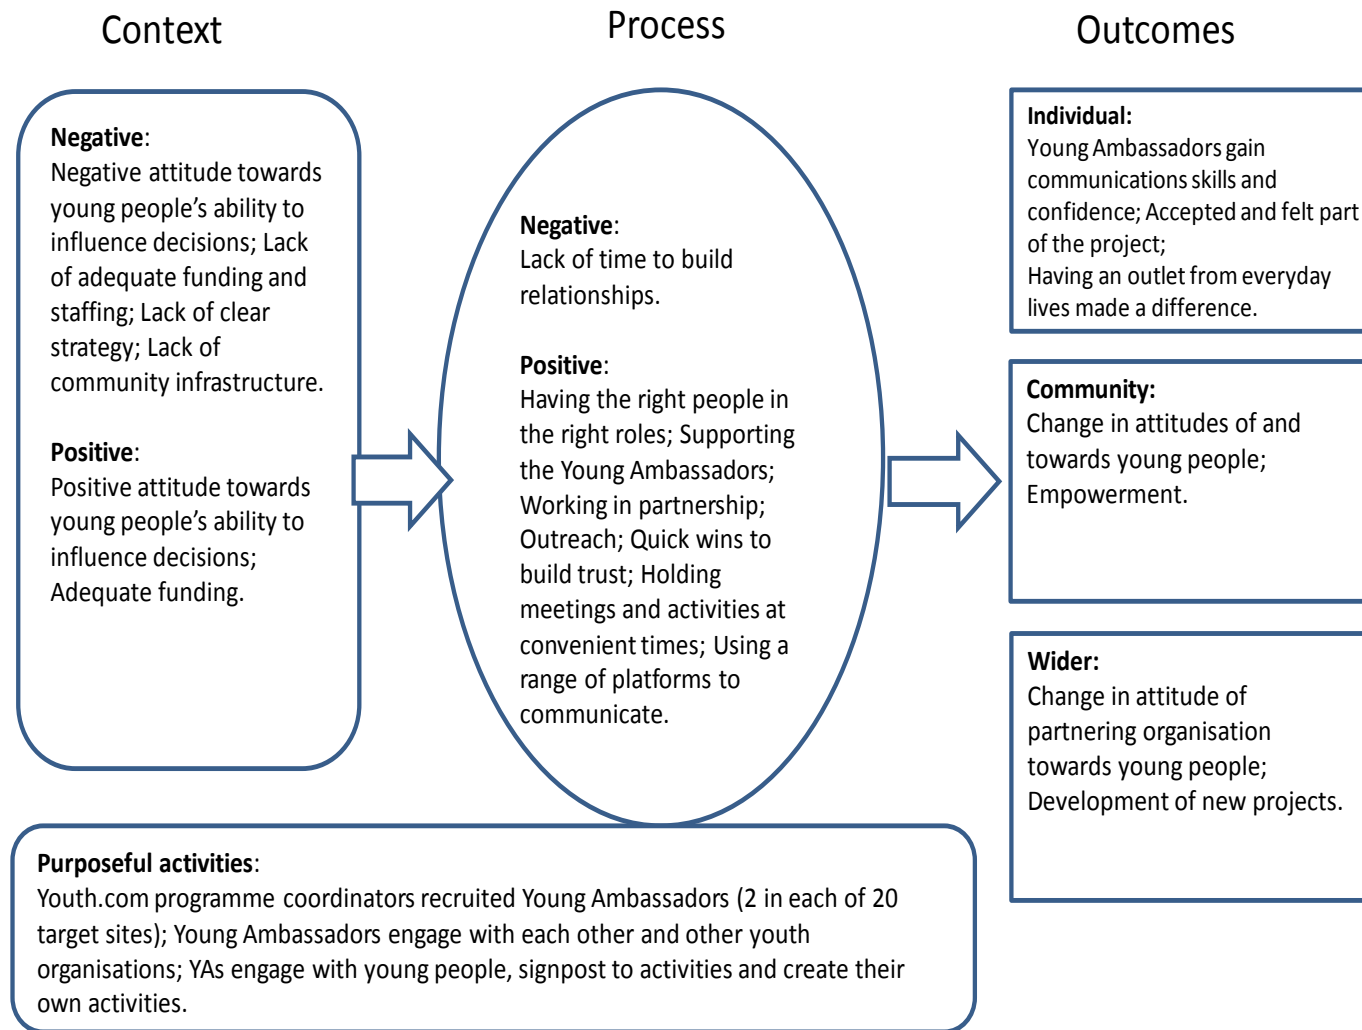 Context
Process
Outcomes
Negative:
Negative attitude towards
young people’s ability to
influence decisions; Lack
of adequate funding and
staffing; Lack of clear
strategy; Lack of
community infrastructure.
Positive:
Positive attitude towards
young people’s ability to
influence decisions;
Adequate funding.
Negative:
Lack of time to build
relationships.
Positive:
Having the right people in
the right roles; Supporting
the Young Ambassadors;
Working in partnership;
Outreach; Quick wins to
build trust; Holding
meetings and activities at
convenient times; Using a
range of platforms to
communicate.
Individual:
Young Ambassadors gain
communications skills and
confidence; Accepted and felt part
of the project;
Having an outlet from everyday
lives made a difference.
Community:
Change in attitudes of and
towards young people;
Empowerment.
Wider:
Change in attitude of
partnering organisation
towards young people;
Development of new projects.
Purposeful activities:
Youth.com programme coordinators recruited Young Ambassadors (2 in each of 20
target sites); Young Ambassadors engage with each other and other youth
organisations; YAs engage with young people, signpost to activities and create their
own activities.